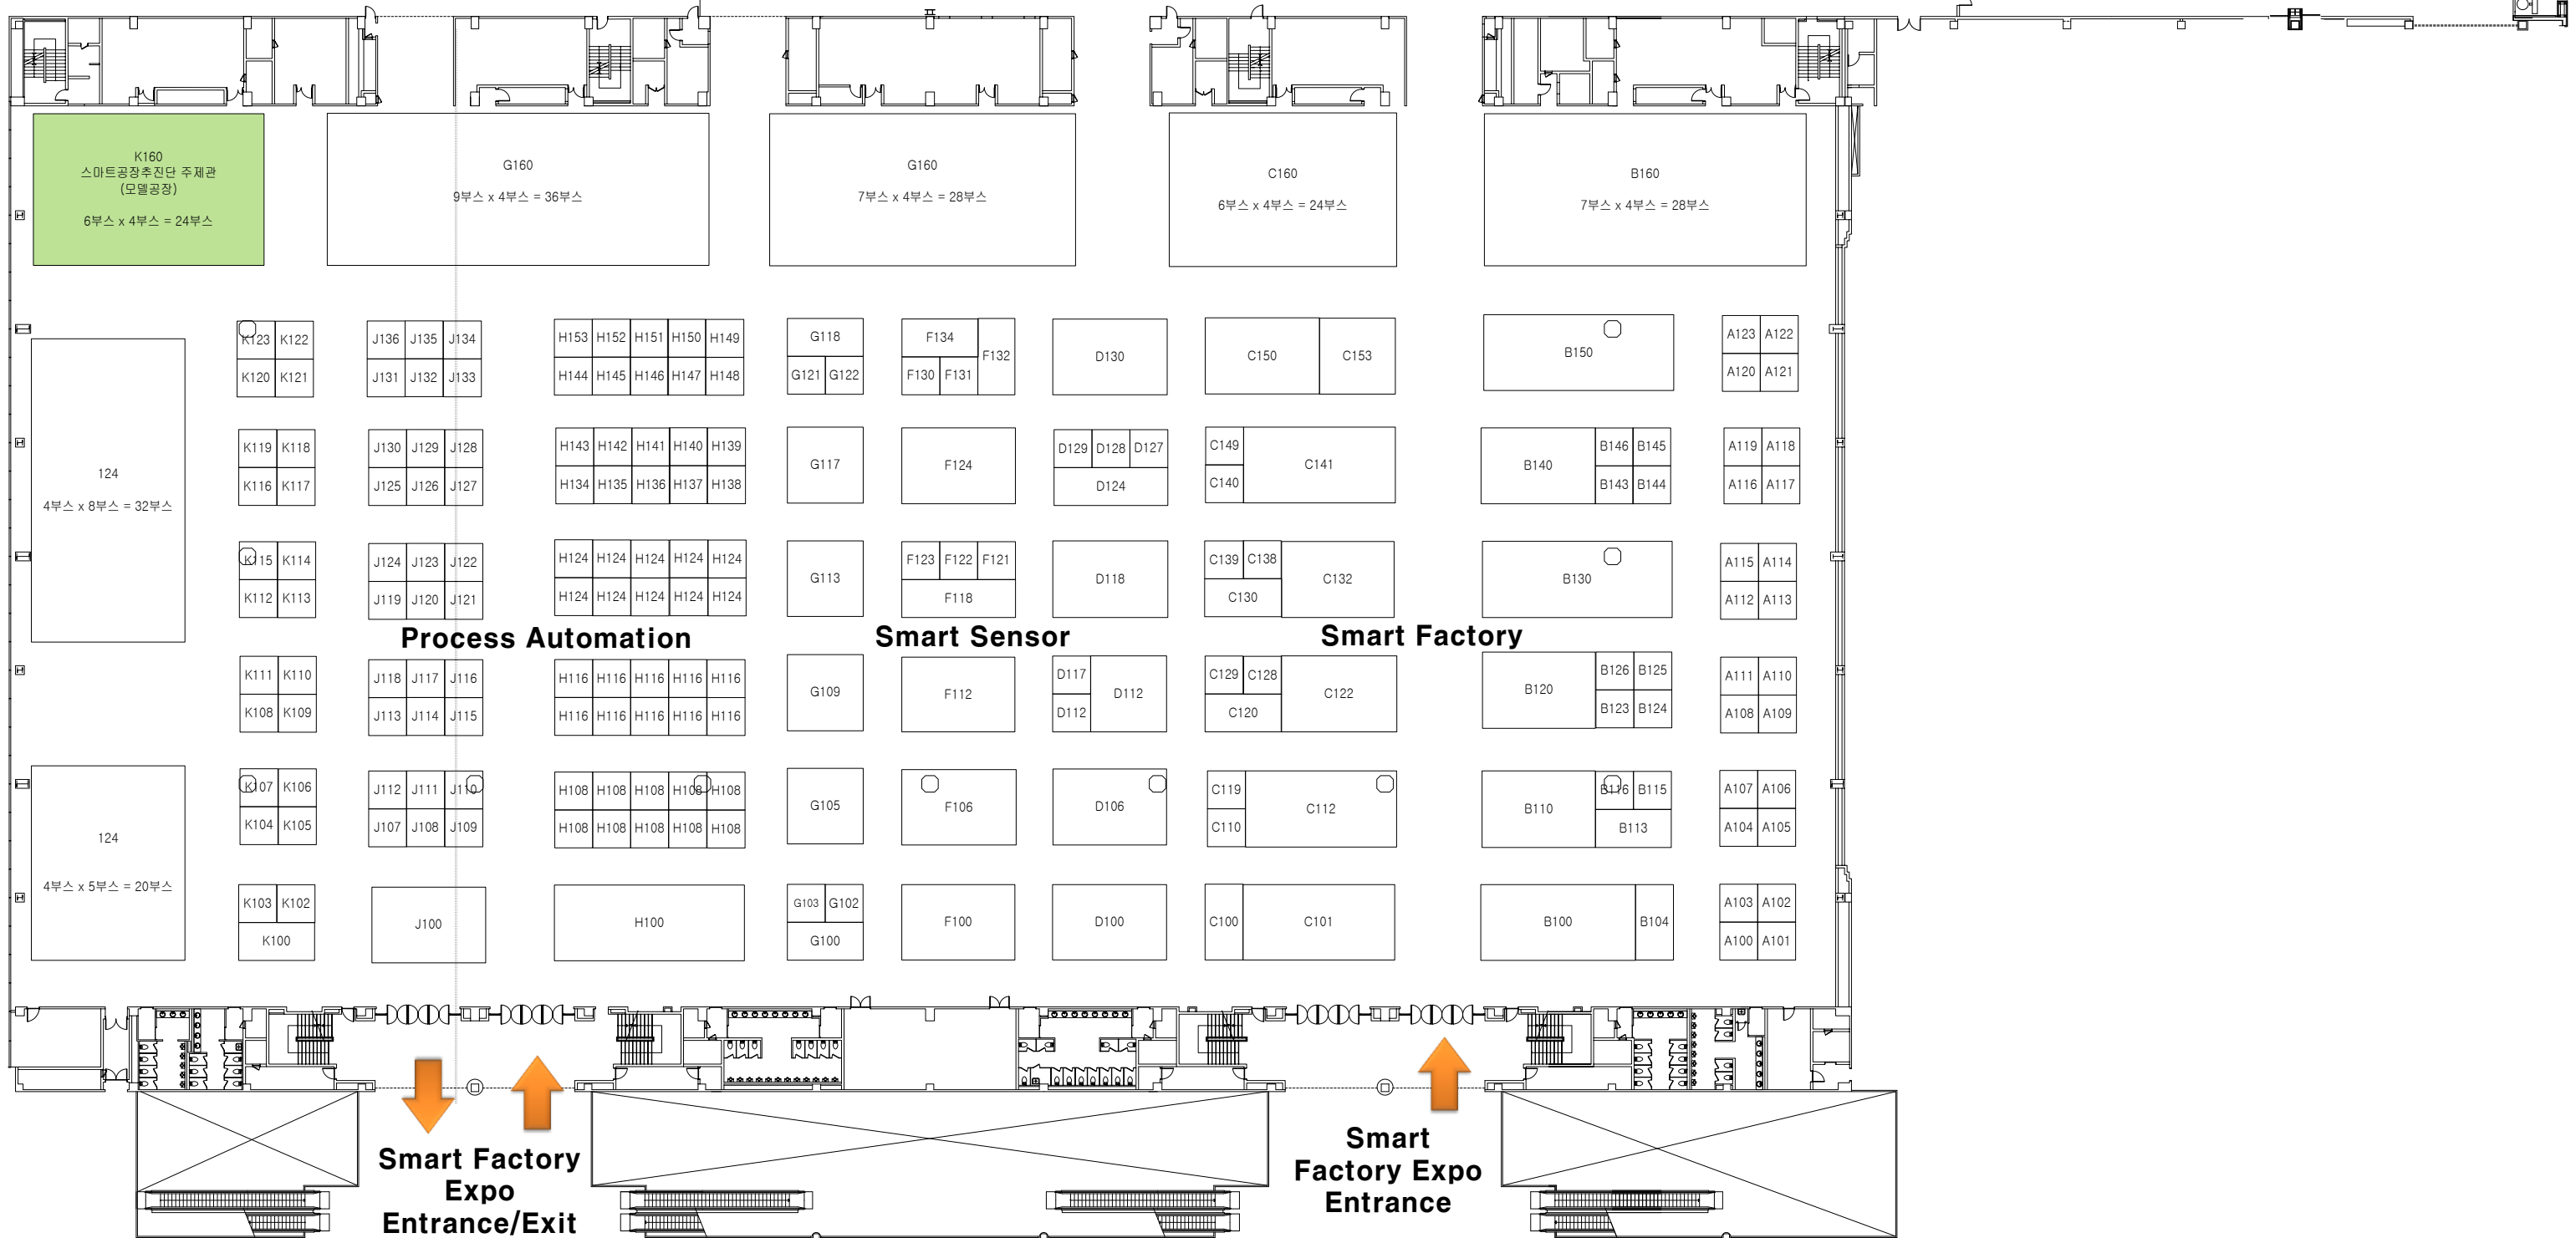 K160
스마트공장추진단 주제관
(모델공장)
6부스 x 4부스 = 24부스
G160
9부스 x 4부스 = 36부스
G160
7부스 x 4부스 = 28부스
C160
6부스 x 4부스 = 24부스
B160
7부스 x 4부스 = 28부스
K123 K122 J136 J135 J134 H153 H152 H151 H150 H149 G118 F134 F132 D130 C150 C153 B150 A123 A122
K120 K121 J131 J132 J133 H144 H145 H146 H147 H148 G121 G122 F130 F131 A120 A121
124
4부스 x 8부스 = 32부스
K119 K118 J130 J129 J128 H143 H142 H141 H140 H139 G117 F124 D129 D128 D127 C149 C141 B140 B146 B145 A119 A118
K116 K117 J125 J126 J127 H134 H135 H136 H137 H138 D124 C140 B143 B144 A116 A117
K115 K114 J124 J123 J122 H124 H124 H124 H124 H124 G113 F123 F122 F121 D118 C139 C138 C132 B130 A115 A114
K112 K113 J119 J120 J121 H124 H124 H124 H124 H124 F118 C130 A112 A113
Process Automation Smart Sensor Smart Factory
K111 K110 J118 J117 J116 H116 H116 H116 H116 H116 G109 F112 D117 D112 C129 C128 C122 B120 B126 B125 A111 A110
K108 K109 J113 J114 J115 H116 H116 H116 H116 H116 D112 C120 B123 B124 A108 A109
K107 K106 J112 J111 J110 H108 H108 H108 H108 H108 G105 F106 D106 C119 C112 B110 B116 B115 A107 A106
K104 K105 J107 J108 J109 H108 H108 H108 H108 H108 C110 B113 A104 A105
124
4부스 x 5부스 = 20부스
K103 K102 J100 H100 G103 G102 F100 D100 C100 C101 B100 B104 A103 A102
K100 G100 A100 A101
Smart Factory
Expo
Entrance/Exit
Smart
Factory Expo
Entrance